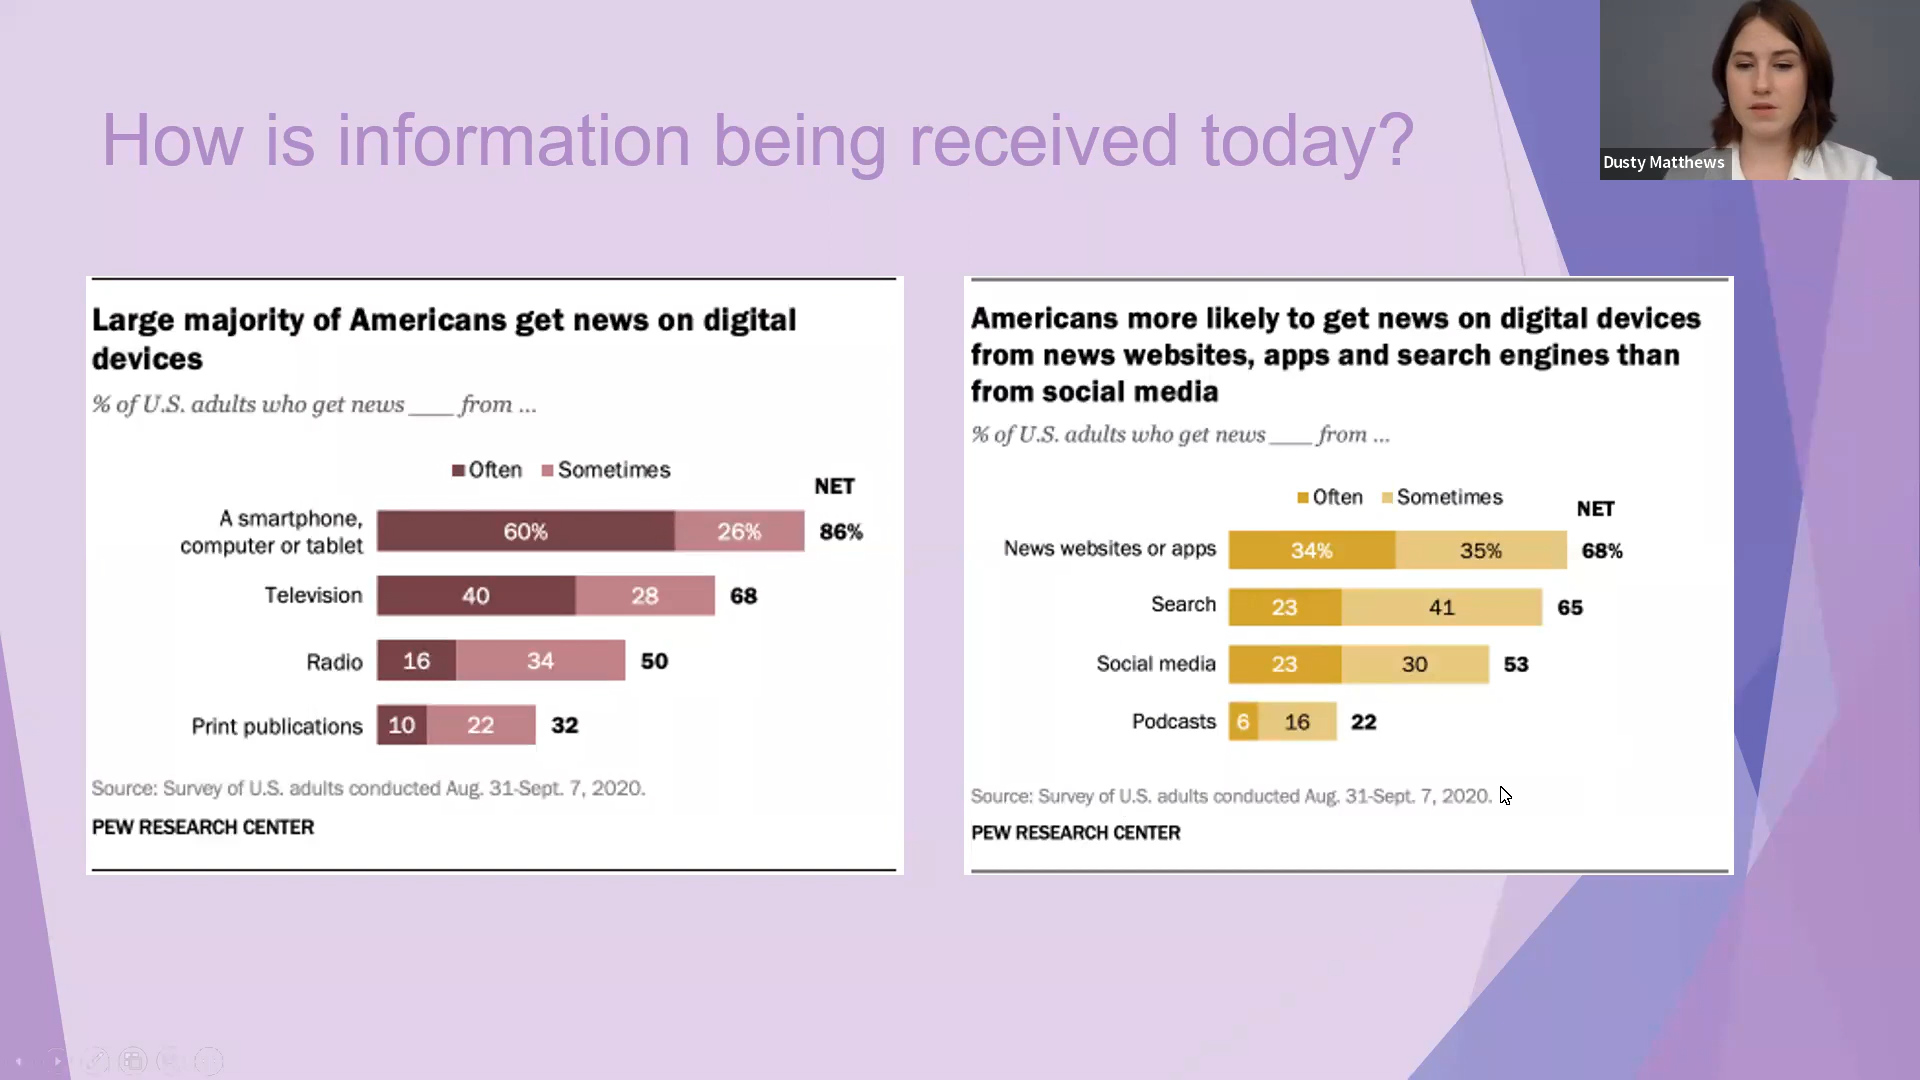 How is information being received today?
Dusty Matthews
Large majority of Americans get news on digital
devices
% of U.S. adults who get news ____ from ...
Often Sometimes
NET
A smartphone,
computer or tablet 60% 26% 86%
Television 40 28 68
Radio 16 34 50
Print publications 10 22 32
Source: Survey of U.S. adults conducted Aug. 31-Sept. 7, 2020.
PEW RESEARCH CENTER
Americans more likely to get news on digital devices
from news websites, apps and search engines than
from social media
% of U.S. adults who get news ____ from ...
Often Sometimes
NET
News websites or apps 34% 35% 68%
Search 23 41 65
Social media 23 30 53
Podcasts 6 16 22
Source: Survey of U.S. adults conducted Aug. 31-Sept. 7, 2020.
PEW RESEARCH CENTER